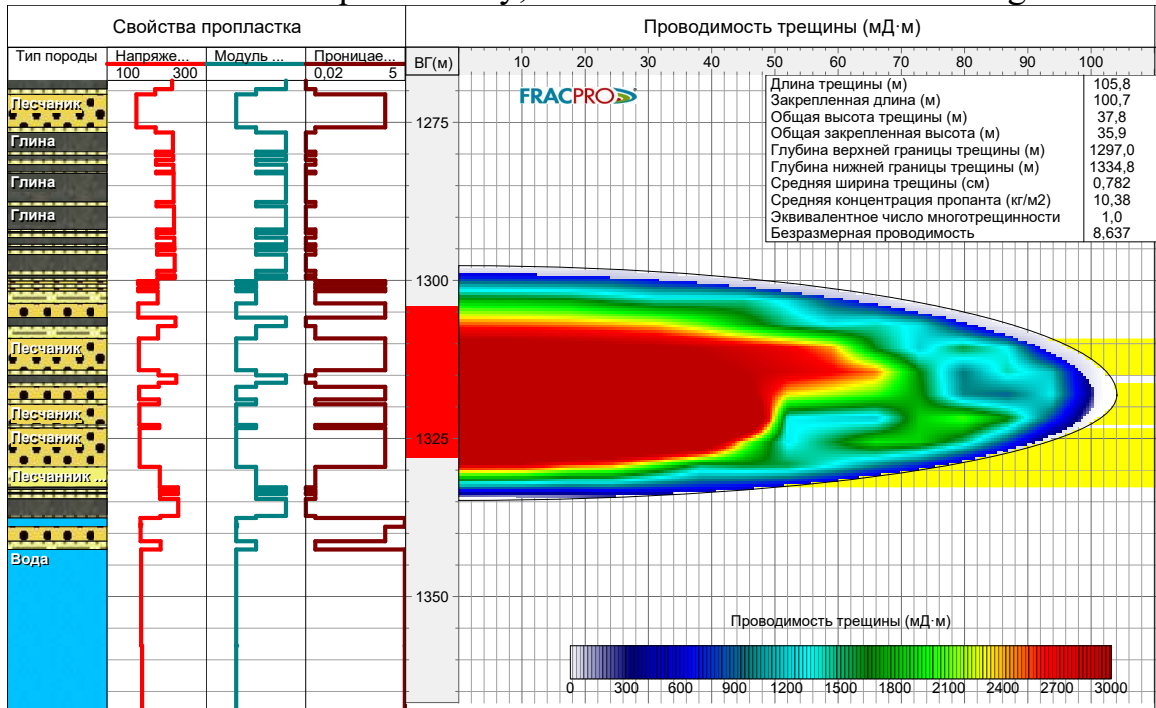 Свойства пропластка
Проводимость трещины (мД·м)
Тип породы
Напряже...
Модуль ...
Проницае...
ВГ(м)
100 300
0,02 5
10 20 30 40 50 60 70 80 90 100
FRACPRO
Длина трещины (м) 105,8
Закрепленная длина (м) 100,7
Общая высота трещины (м) 37,8
Общая закрепленная высота (м) 35,9
Глубина верхней границы трещины (м) 1297,0
Глубина нижней границы трещины (м) 1334,8
Средняя ширина трещины (см) 0,782
Средняя концентрация пропанта (кг/м2) 10,38
Эквивалентное число многотрещинности 1,0
Безразмерная проводимость 8,637
Песчаник
1275
Глина
Глина
Глина
1300
Песчаник
Песчаник
1325
Песчаник
Песчанник ...
Вода
1350
Проводимость трещины (мД·м)
0 300 600 900 1200 1500 1800 2100 2400 2700 3000